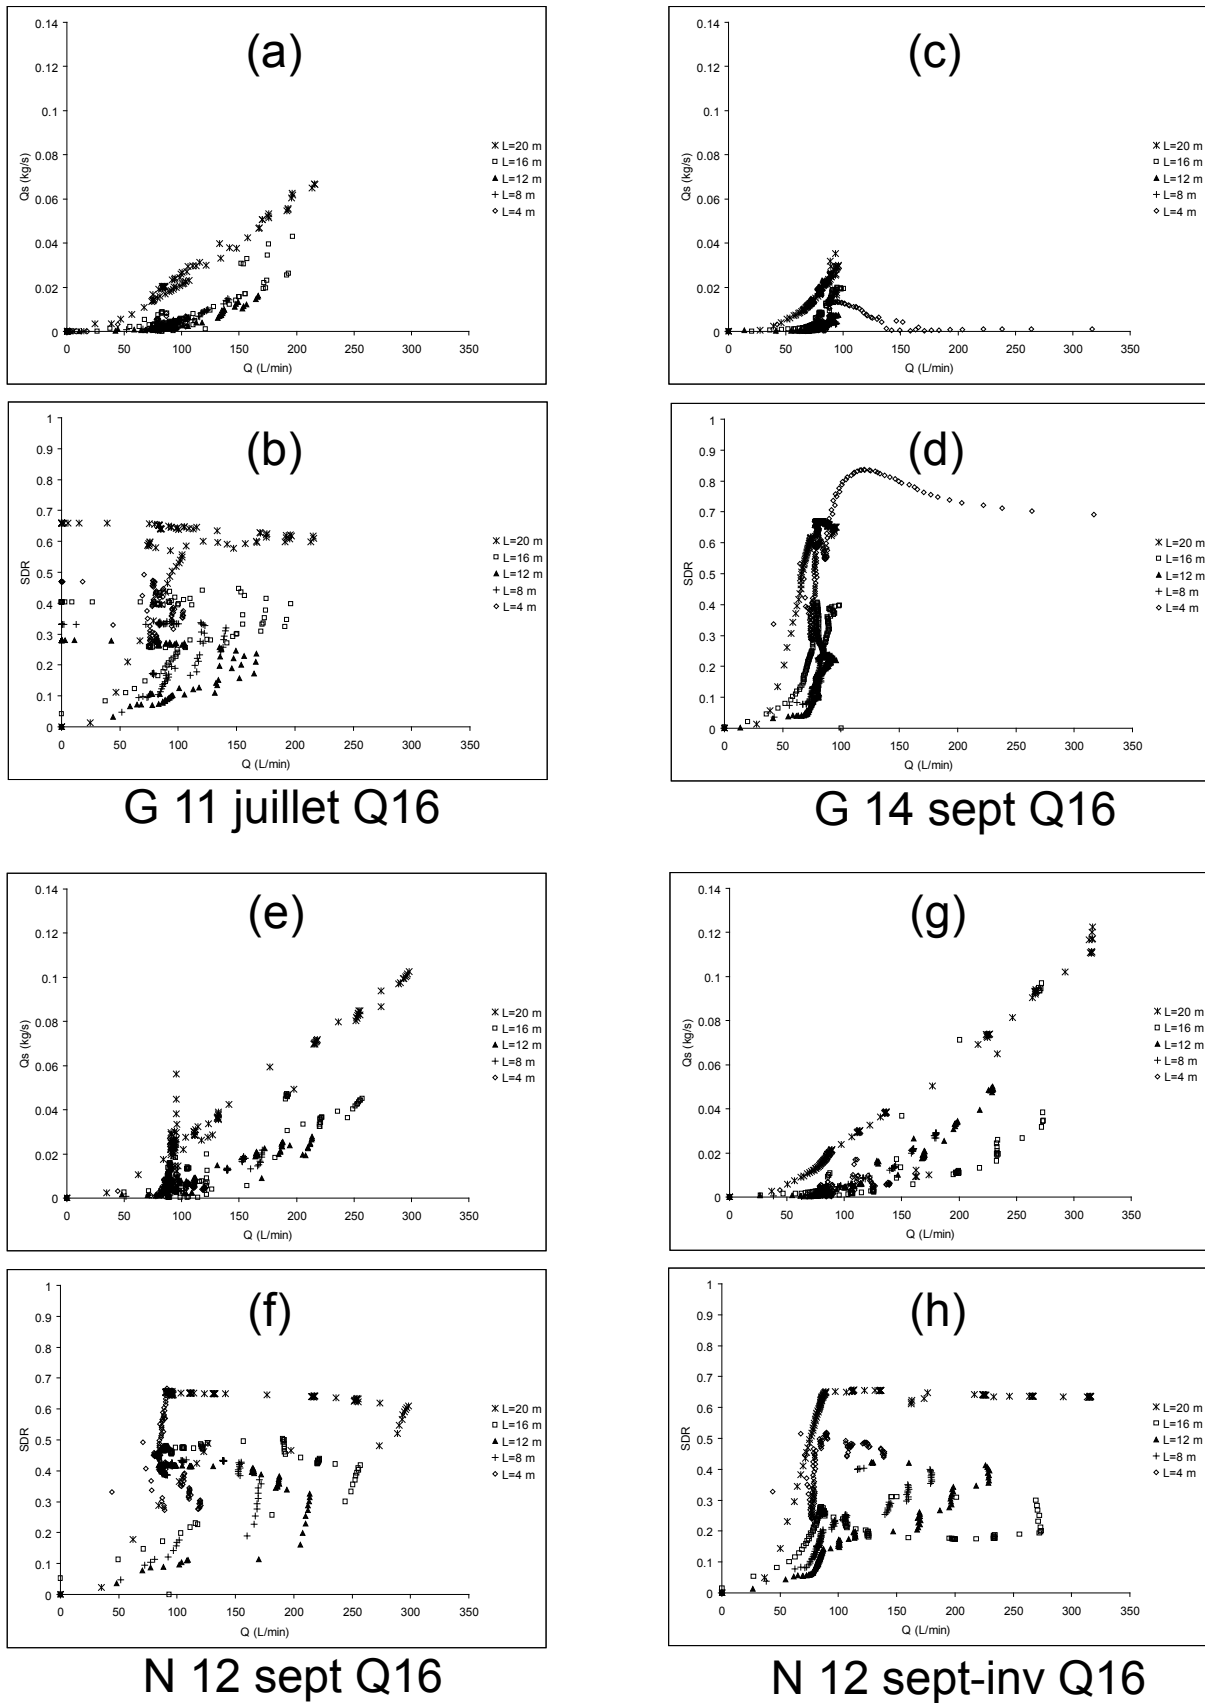 (a)
0.14
0.12
0.1
0.08
0.06
0.04
0.02
0
Qs (kg/s)
0 50 100 150 200 250 300 350
Q (L/min)
L=20 m
L=16 m
L=12 m
L=8 m
L=4 m
(c)
0.14
0.12
0.1
0.08
0.06
0.04
0.02
0
Qs (kg/s)
0 50 100 150 200 250 300 350
Q (L/min)
L=20 m
L=16 m
L=12 m
L=8 m
L=4 m
(b)
1
0.9
0.8
0.7
0.6
0.5
0.4
0.3
0.2
0.1
0
SDR
0 50 100 150 200 250 300 350
Q (L/min)
L=20 m
L=16 m
L=12 m
L=8 m
L=4 m
(d)
1
0.9
0.8
0.7
0.6
0.5
0.4
0.3
0.2
0.1
0
SDR
0 50 100 150 200 250 300 350
Q (L/min)
L=20 m
L=16 m
L=12 m
L=8 m
L=4 m
G 11 juillet Q16
G 14 sept Q16
(e)
0.14
0.12
0.1
0.08
0.06
0.04
0.02
0
Qs (kg/s)
0 50 100 150 200 250 300 350
Q (L/min)
L=20 m
L=16 m
L=12 m
L=8 m
L=4 m
(g)
0.14
0.12
0.1
0.08
0.06
0.04
0.02
0
Qs (kg/s)
0 50 100 150 200 250 300 350
Q (L/min)
L=20 m
L=16 m
L=12 m
L=8 m
L=4 m
(f)
1
0.9
0.8
0.7
0.6
0.5
0.4
0.3
0.2
0.1
0
SDR
0 50 100 150 200 250 300 350
Q (L/min)
L=20 m
L=16 m
L=12 m
L=8 m
L=4 m
(h)
1
0.9
0.8
0.7
0.6
0.5
0.4
0.3
0.2
0.1
0
SDR
0 50 100 150 200 250 300 350
Q (L/min)
L=20 m
L=16 m
L=12 m
L=8 m
L=4 m
N 12 sept Q16
N 12 sept-inv Q16